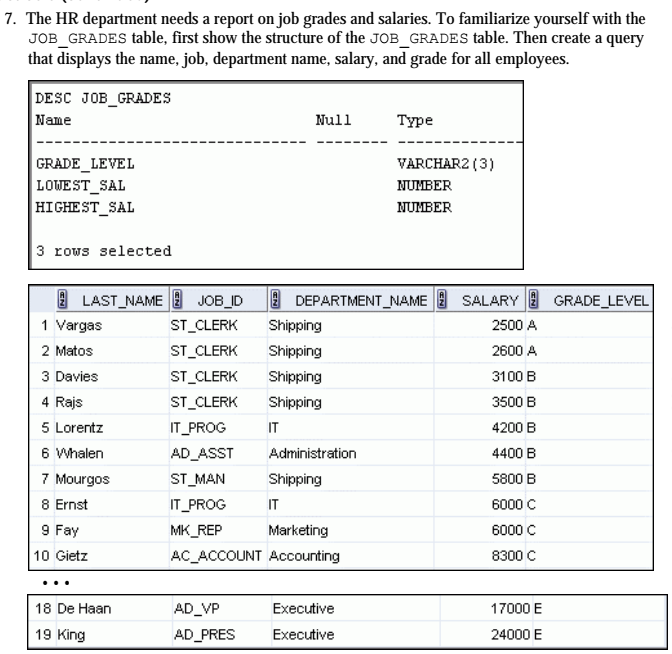 7. The HR department needs a report on job grades and salaries. To familiarize yourself with the
JOB_GRADES table, first show the structure of the JOB_GRADES table. Then create a query
that displays the name, job, department name, salary, and grade for all employees.
DESC JOB_GRADES
Name Null Type
------------------------------ -------- --------------
GRADE_LEVEL VARCHAR2(3)
LOWEST_SAL NUMBER
HIGHEST_SAL NUMBER
3 rows selected
LAST_NAME JOB_ID DEPARTMENT_NAME SALARY GRADE_LEVEL
1 Vargas ST_CLERK Shipping 2500 A
2 Matos ST_CLERK Shipping 2600 A
3 Davies ST_CLERK Shipping 3100 B
4 Rajs ST_CLERK Shipping 3500 B
5 Lorentz IT_PROG IT 4200 B
6 Whalen AD_ASST Administration 4400 B
7 Mourgos ST_MAN Shipping 5800 B
8 Ernst IT_PROG IT 6000 C
9 Fay MK_REP Marketing 6000 C
10 Gietz AC_ACCOUNT Accounting 8300 C
• • •
18 De Haan AD_VP Executive 17000 E
19 King AD_PRES Executive 24000 E